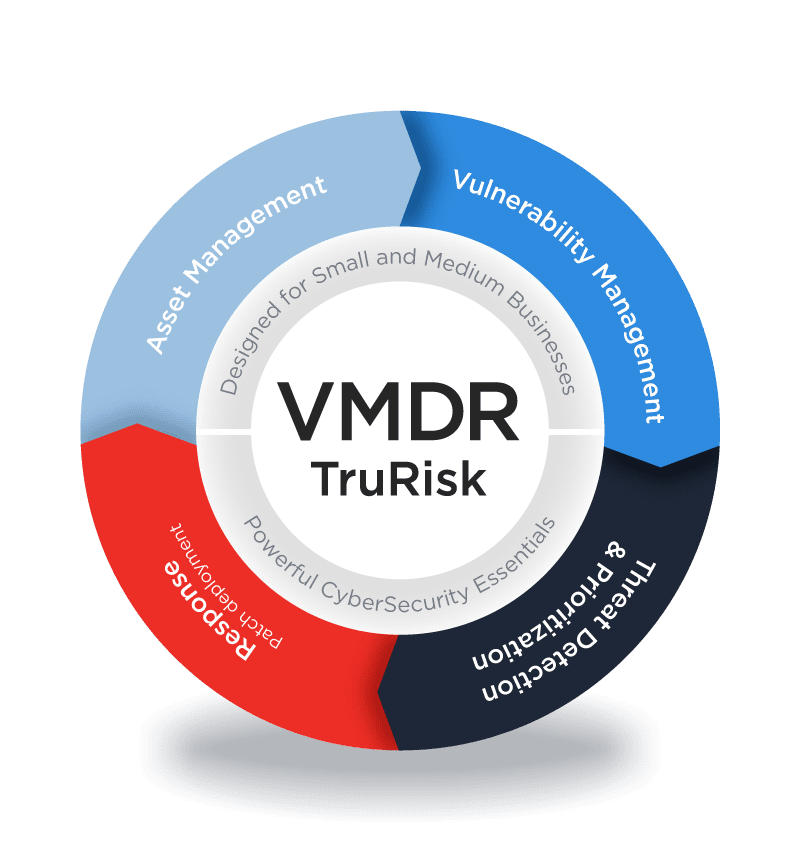 Asset Management
Vulnerability Management
Threat Detection
& Prioritization
Response
Patch deployment
Designed for Small and Medium Businesses
VMDR
TruRisk
Powerful CyberSecurity Essentials